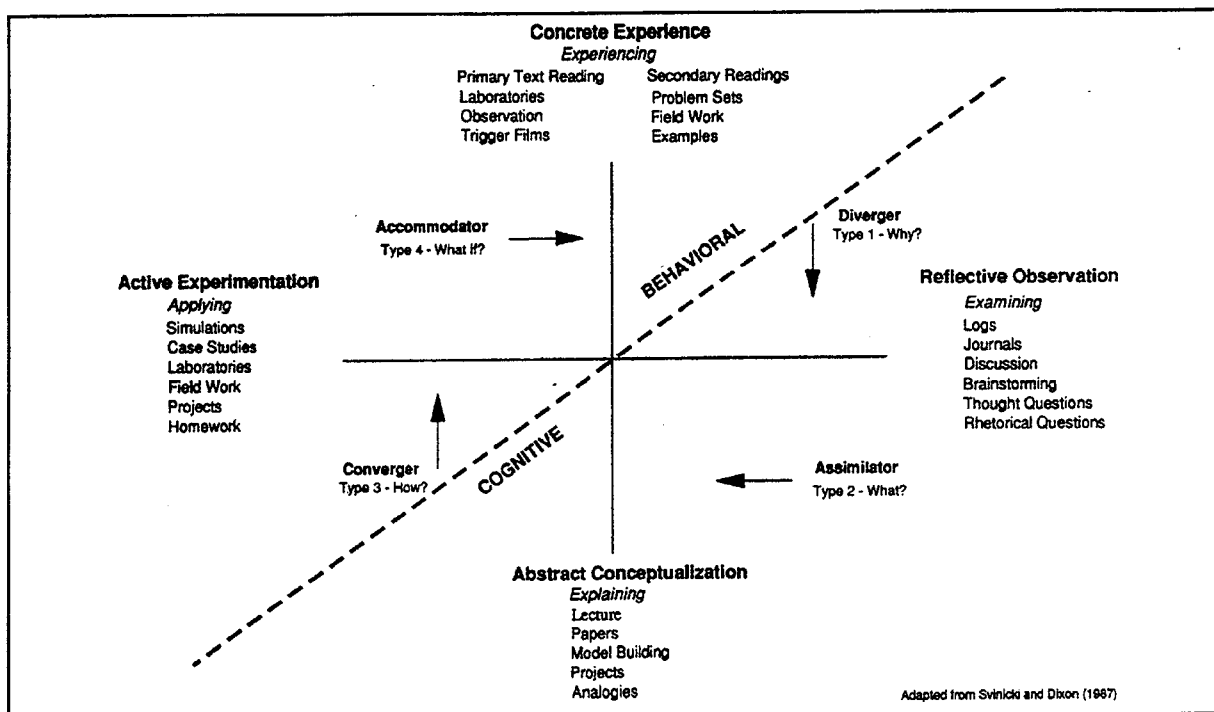 Concrete Experience
Experiencing
Primary Text Reading
Laboratories
Observation
Trigger Films
Secondary Readings
Problem Sets
Field Work
Examples
Accommodator
Type 4 - What If?
BEHAVIORAL
Diverger
Type 1 - Why?
Active Experimentation
Applying
Simulations
Case Studies
Laboratories
Field Work
Projects
Homework
Reflective Observation
Examining
Logs
Journals
Discussion
Brainstorming
Thought Questions
Rhetorical Questions
Converger
Type 3 - How?
COGNITIVE
Assimilator
Type 2 - What?
Abstract Conceptualization
Explaining
Lecture
Papers
Model Building
Projects
Analogies
Adapted from Svinicki and Dixon (1987)